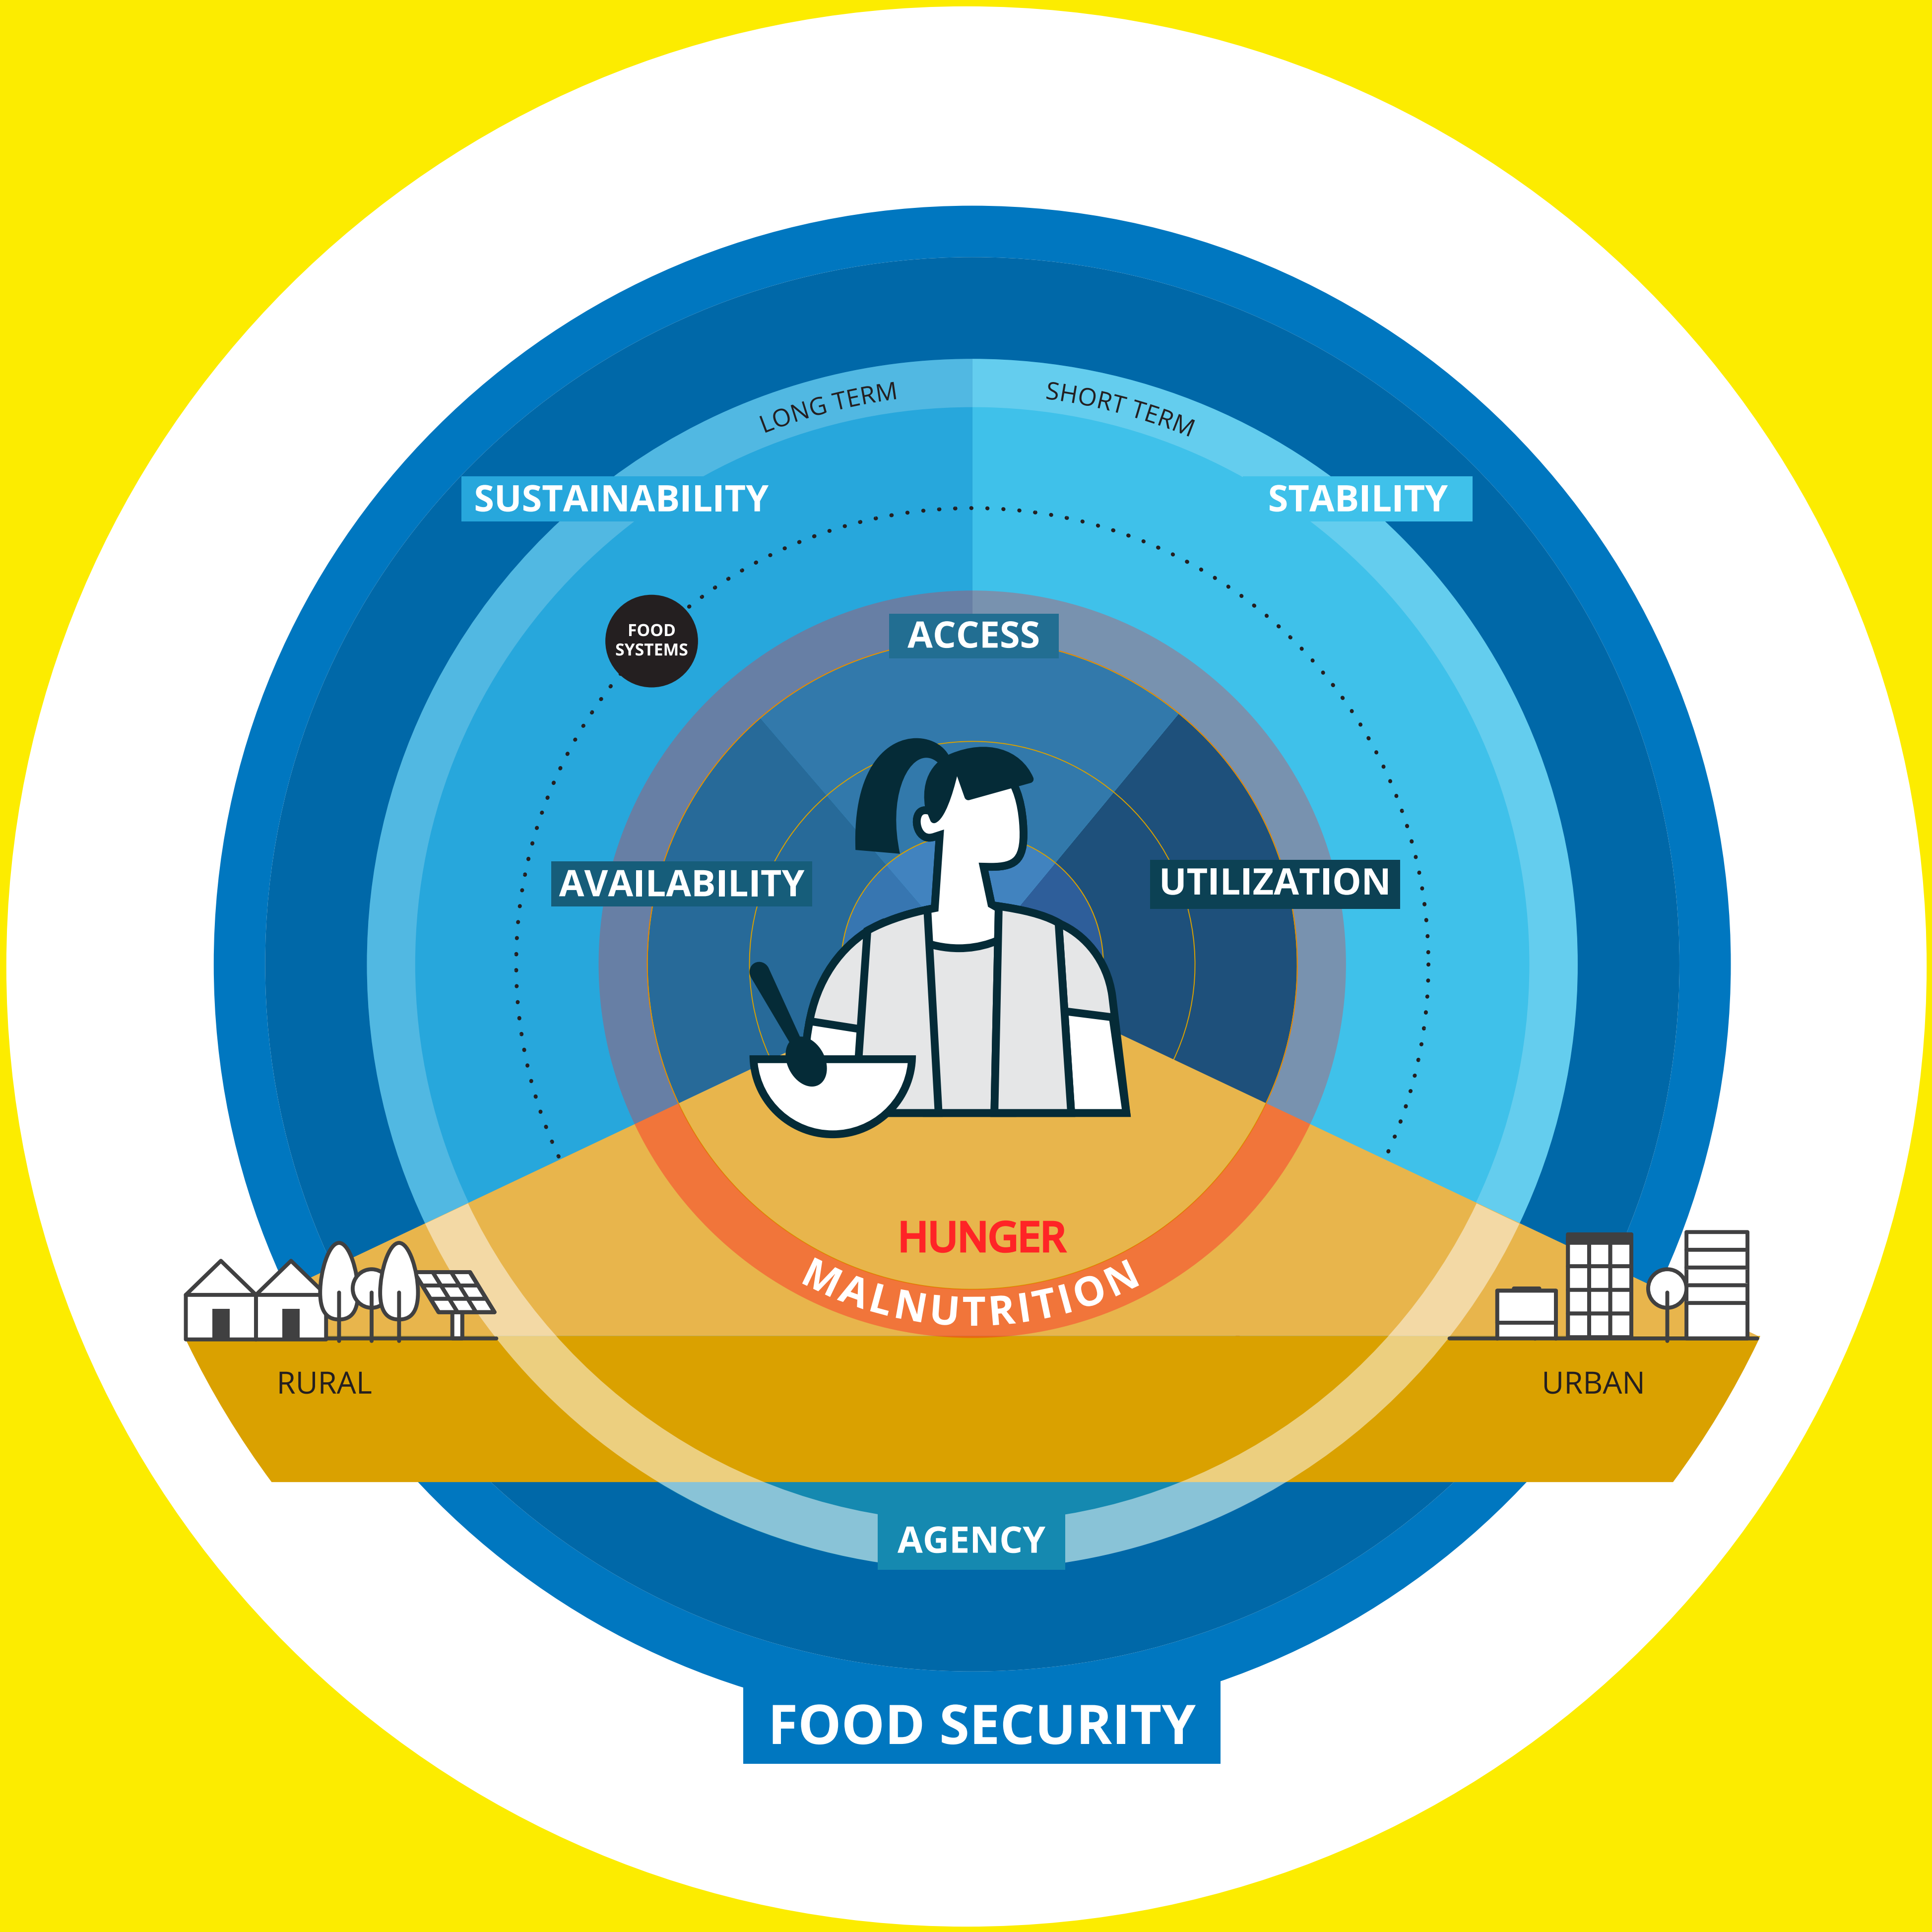 LONG TERM
SHORT TERM
SUSTAINABILITY
STABILITY
FOOD
SYSTEMS
ACCESS
AVAILABILITY
UTILIZATION
HUNGER
MALNUTRITION
RURAL
URBAN
AGENCY
FOOD SECURITY